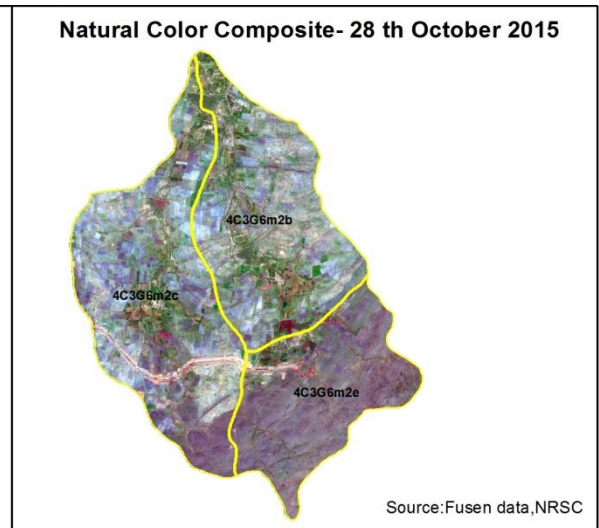 Natural Color Composite- 28 th October 2015
4C3G6m2b
4C3G6m2c
4C3G6m2e
Source:Fusen data,NRSC